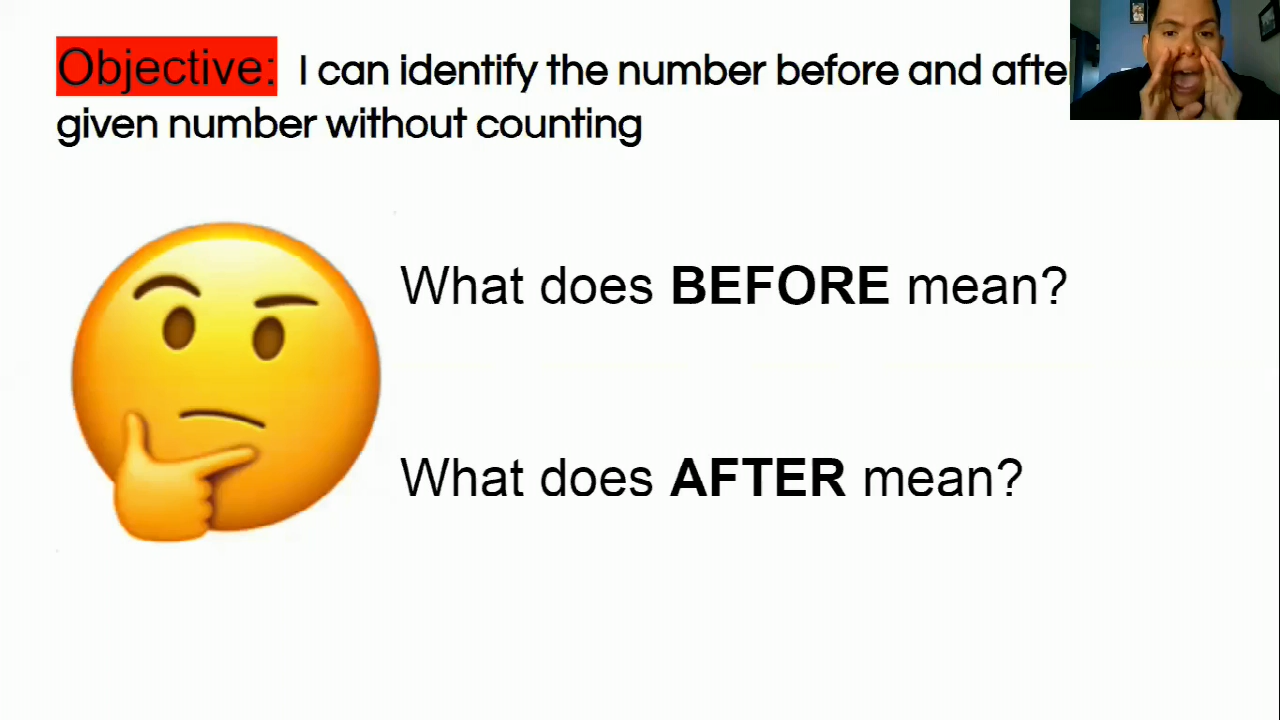 Objective: I can identify the number before and afte
given number without counting
What does BEFORE mean?
What does AFTER mean?